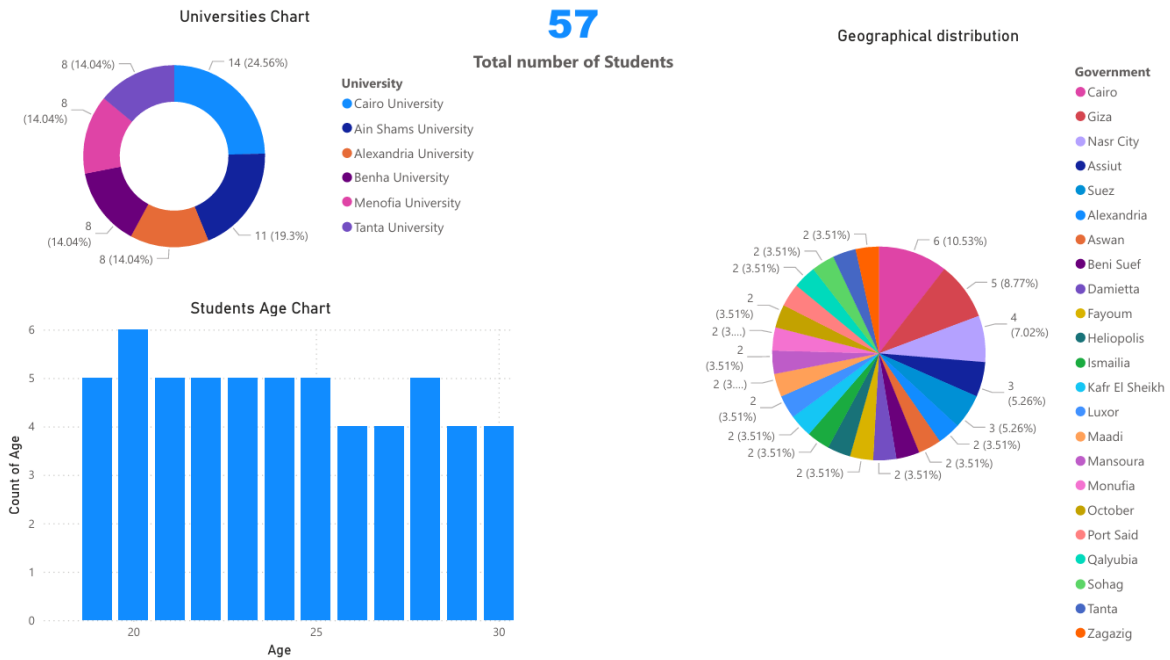 Universities Chart
8 (14.04%)
14 (24.56%)
8
(14.04%)
8
(14.04%)
8 (14.04%)
11 (19.3%)
University
Cairo University
Ain Shams University
Alexandria University
Benha University
Menofia University
Tanta University
57
Total number of Students
Students Age Chart
Count of Age
6
5
4
3
2
1
0
20
25
30
Age
Geographical distribution
2 (3.51%)
6 (10.53%)
2 (3.51%)
2 (3.51%)
5 (8.77%)
2
(3.51%)
4
(7.02%)
2 (3...)
2
(3.51%)
2 (3...)
3
(5.26%)
2
(3.51%)
3 (5.26%)
2 (3.51%)
2 (3.51%)
2 (3.51%)
2 (3.51%)
2 (3.51%)
2 (3.51%)
Government
Cairo
Giza
Nasr City
Assiut
Suez
Alexandria
Aswan
Beni Suef
Damietta
Fayoum
Heliopolis
Ismailia
Kafr El Sheikh
Luxor
Maadi
Mansoura
Monufia
October
Port Said
Qalyubia
Sohag
Tanta
Zagazig